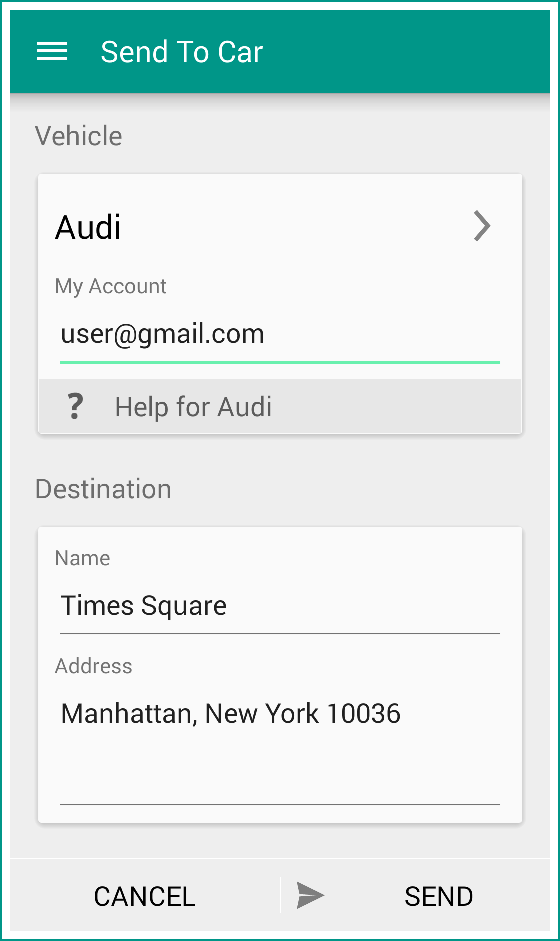 Send To Car
Vehicle
Audi
My Account
user@gmail.com
? Help for Audi
Destination
Name
Times Square
Address
Manhattan, New York 10036
CANCEL SEND